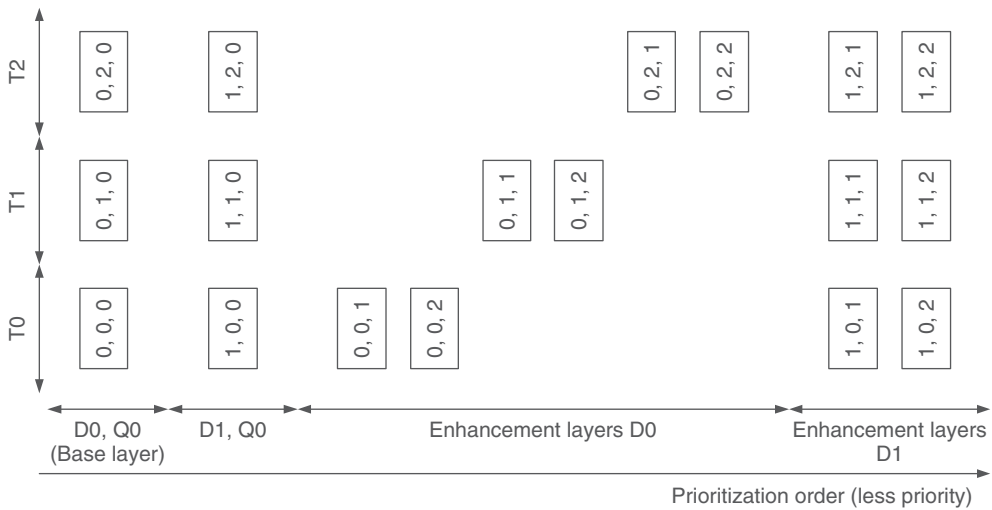 T2
0, 2, 0
1, 2, 0
0, 2, 1
0, 2, 2
1, 2, 1
1, 2, 2
T1
0, 1, 0
1, 1, 0
0, 1, 1
0, 1, 2
1, 1, 1
1, 1, 2
T0
0, 0, 0
1, 0, 0
0, 0, 1
0, 0, 2
1, 0, 1
1, 0, 2
D0, Q0
(Base layer)
D1, Q0
Enhancement layers D0
Enhancement layers
D1
Prioritization order (less priority)